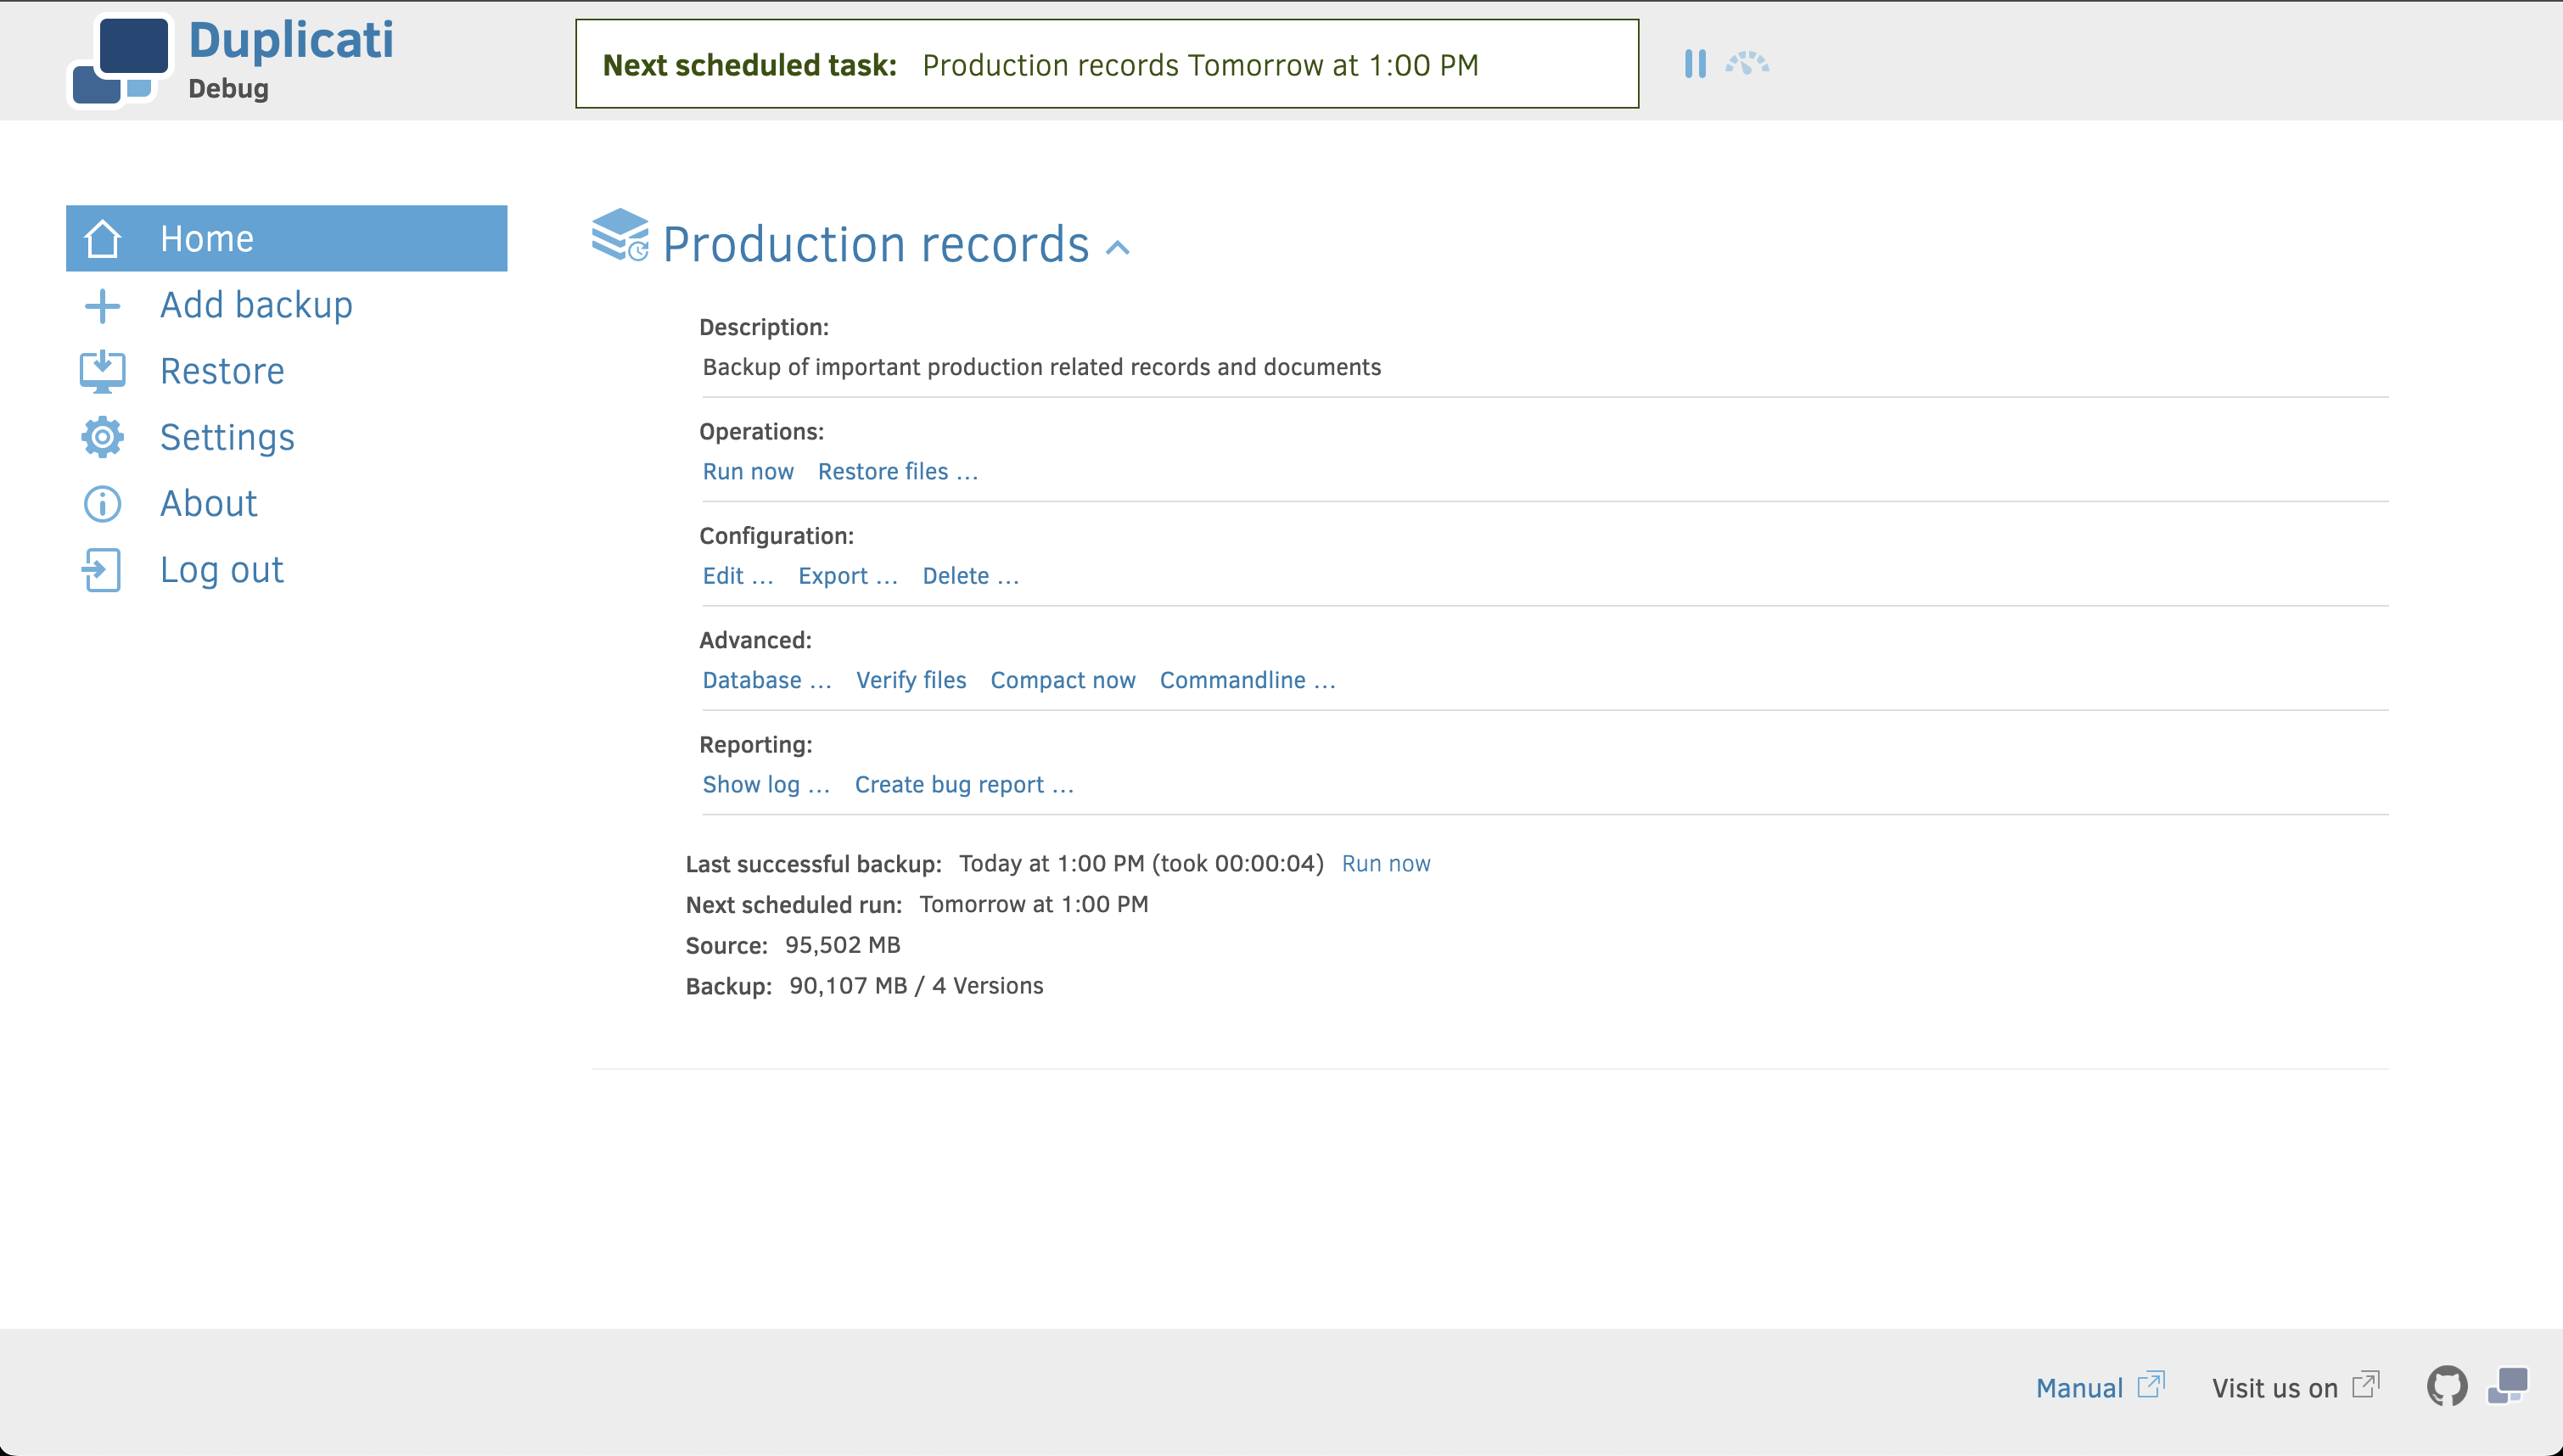 Duplicati
Debug
Next scheduled task: Production records Tomorrow at 1:00 PM
Home
Add backup
Restore
Settings
About
Log out
Production records
Description:
Backup of important production related records and documents
Operations:
Run now Restore files ...
Configuration:
Edit ... Export ... Delete ...
Advanced:
Database ... Verify files Compact now Commandline ...
Reporting:
Show log ... Create bug report ...
Last successful backup: Today at 1:00 PM (took 00:00:04) Run now
Next scheduled run: Tomorrow at 1:00 PM
Source: 95,502 MB
Backup: 90,107 MB / 4 Versions
Manual Visit us on